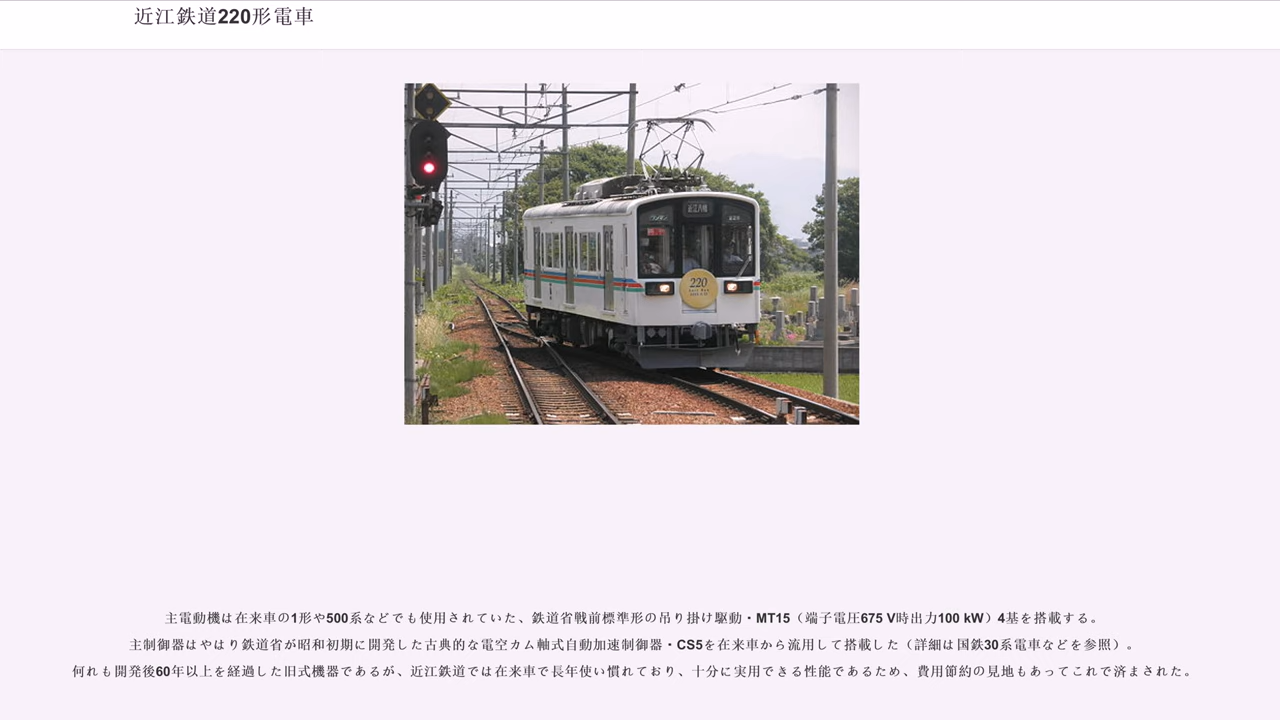 近江鉄道220形電車
近江八幡
ワンマン
220
主電動機は在来車の1形や500系などでも使用されていた、鉄道省戦前標準形の吊り掛け駆動・MT15（端子電圧675 V時出力100 kW）4基を搭載する。
主制御器はやはり鉄道省が昭和初期に開発した古典的な電空カム軸式自動加速制御器・CS5を在来車から流用して搭載した（詳細は国鉄30系電車などを参照）。
何れも開発後60年以上を経過した旧式機器であるが、近江鉄道では在来車で長年使い慣れており、十分に実用できる性能であるため、費用節約の見地もあってこれで済まされた。